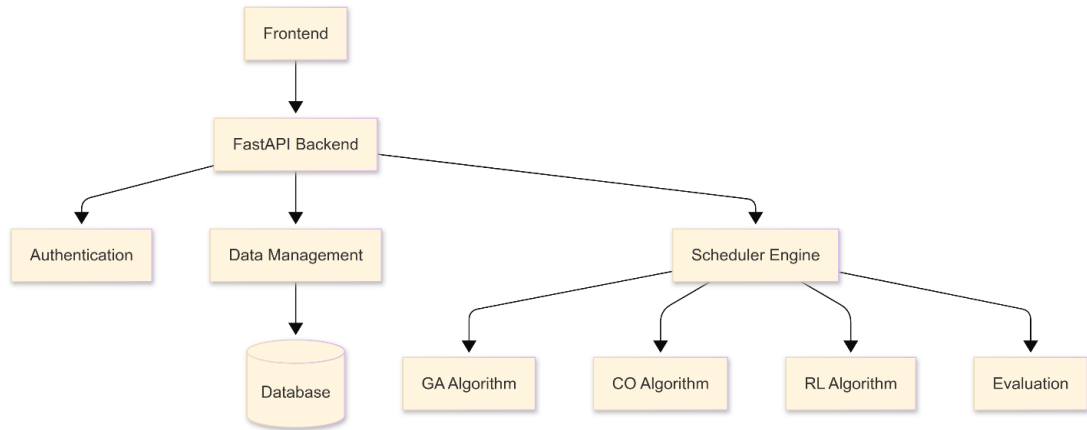 Frontend
FastAPI Backend
Authentication
Data Management
Scheduler Engine
Database
GA Algorithm
CO Algorithm
RL Algorithm
Evaluation